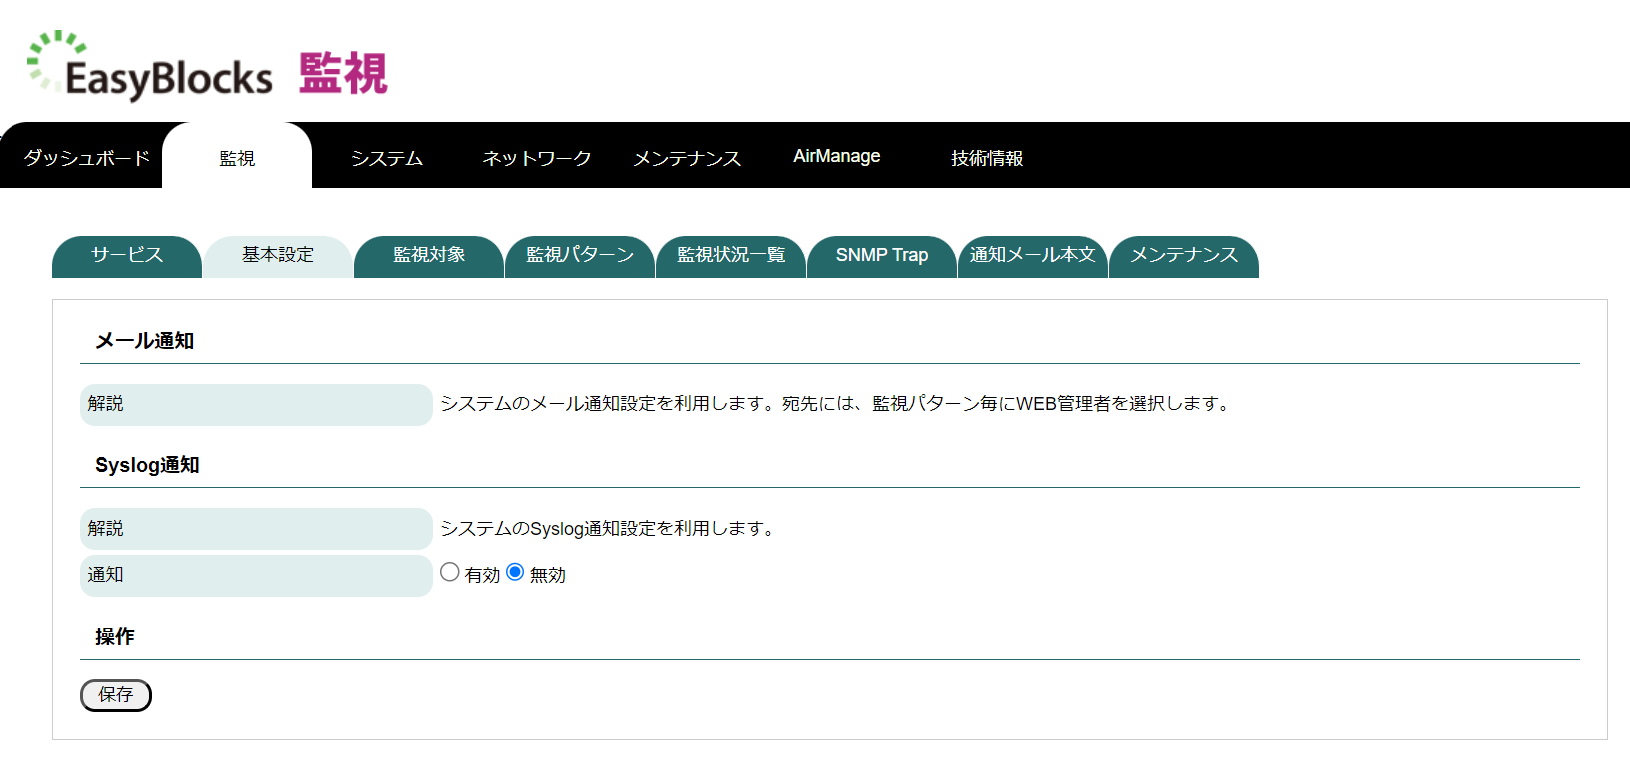 EasyBlocks 監視
ダッシュボード 監視 システム ネットワーク メンテナンス AirManage 技術情報
サービス 基本設定 監視対象 監視パターン 監視状況一覧 SNMP Trap 通知メール本文 メンテナンス
メール通知
解説 システムのメール通知設定を利用します。宛先には、監視パターン毎にWEB管理者を選択します。
Syslog通知
解説 システムのSyslog通知設定を利用します。
通知 有効 無効
操作
保存